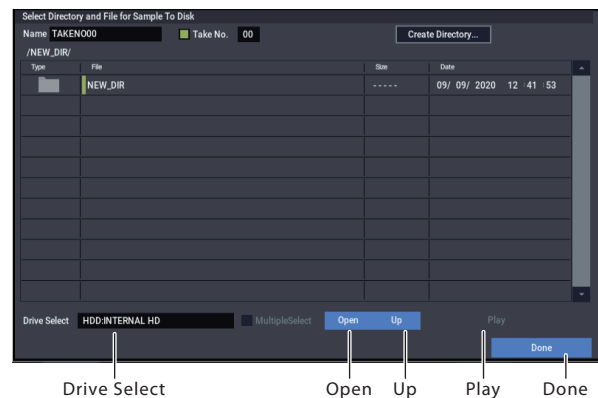 Select Directory and File for Sample To Disk
Name TAKENO00 Take No. 00 Create Directory...
/NEW_DIR/
Type File Size Date
NEW_DIR ----- 09/ 09/ 2020 12 :41 :53
Drive Select HDD:INTERNAL HD MultipleSelect Open Up Play
Done
Drive Select Open Up Play Done